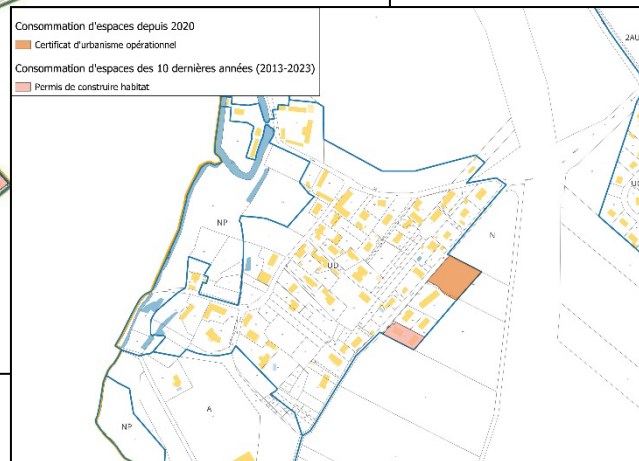 Consommation d'espaces depuis 2020
Certificat d'urbanisme opérationnel
Consommation d'espaces des 10 dernières années (2013-2023)
Permis de construire habitat
2AU
NP
N
UD
A
NP